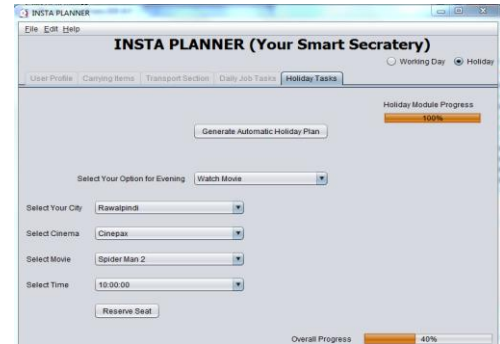 INSTA PLANNER
File Edit Help
INSTA PLANNER (Your Smart Secratery)
Working Day Holiday
User Profile Carrying Items Transport Section Daily Job Tasks Holiday Tasks
Holiday Module Progress
100%
Generate Automatic Holiday Plan
Select Your Option for Evening Watch Movie
Select Your City Rawalpindi
Select Cinema Cinepax
Select Movie Spider Man 2
Select Time 10:00:00
Reserve Seat
Overall Progress 40%